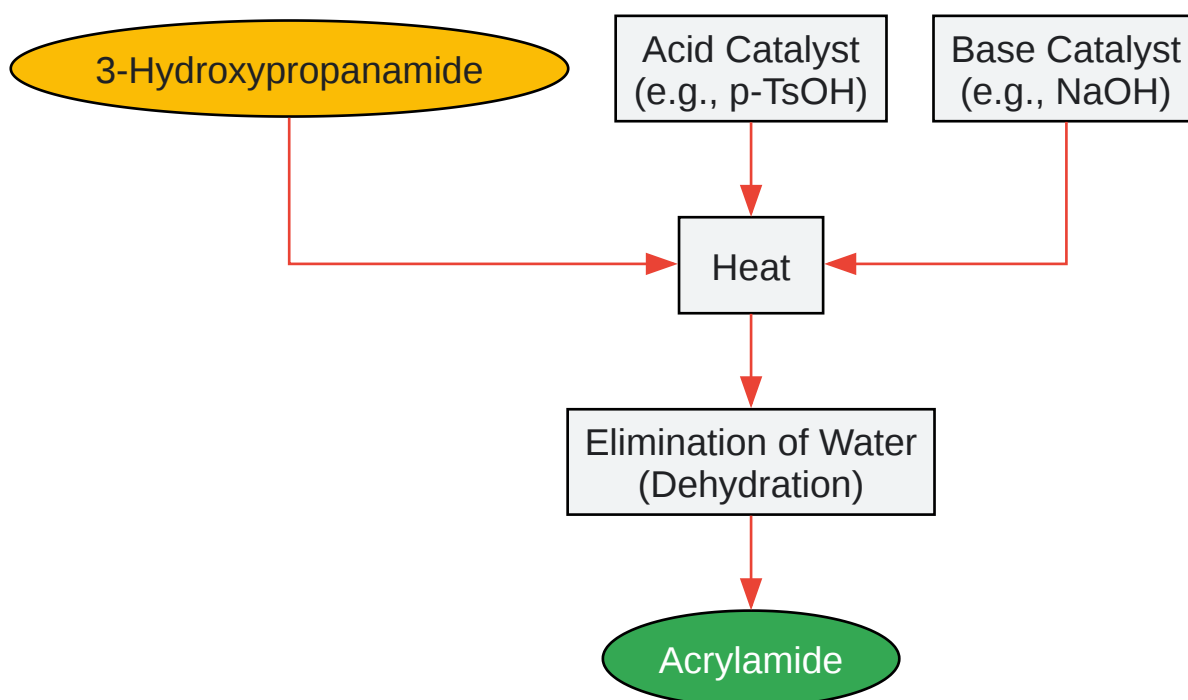 3-Hydroxypropanamide
Acid Catalyst
(e.g., p-TsOH)
Base Catalyst
(e.g., NaOH)
Heat
Elimination of Water
(Dehydration)
Acrylamide